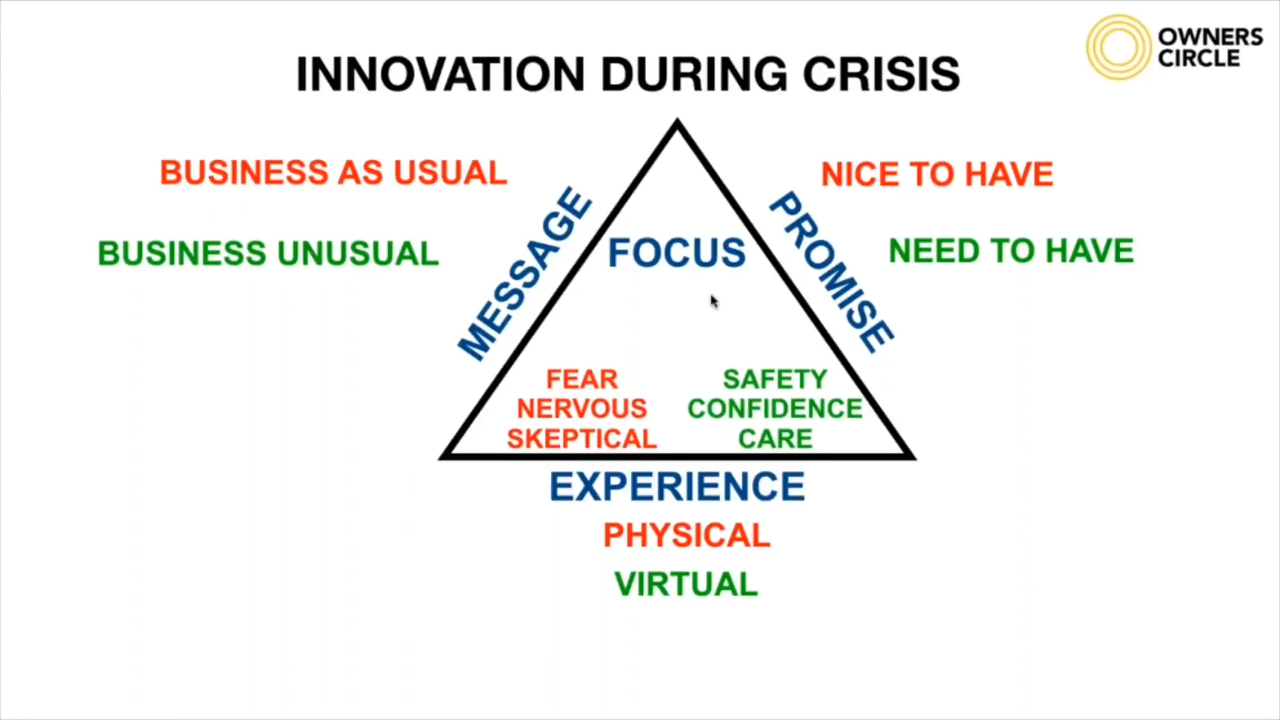 OWNERS
CIRCLE
INNOVATION DURING CRISIS
BUSINESS AS USUAL
NICE TO HAVE
BUSINESS UNUSUAL
MESSAGE
FOCUS
PROMISE
NEED TO HAVE
FEAR
NERVOUS
SKEPTICAL
SAFETY
CONFIDENCE
CARE
EXPERIENCE
PHYSICAL
VIRTUAL